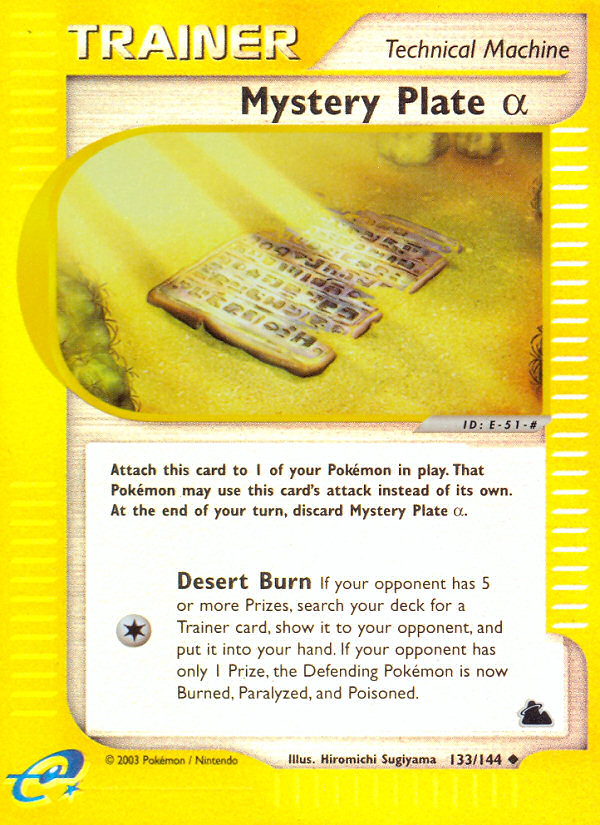 TRAINER
Technical Machine
Mystery Plate α
ID: E-51-#
Attach this card to 1 of your Pokémon in play. That
Pokémon may use this card's attack instead of its own.
At the end of your turn, discard Mystery Plate α.
Desert Burn If your opponent has 5
or more Prizes, search your deck for a
Trainer card, show it to your opponent, and
put it into your hand. If your opponent has
only 1 Prize, the Defending Pokémon is now
Burned, Paralyzed, and Poisoned.
© 2003 Pokémon / Nintendo
Illus. Hiromichi Sugiyama
133/144
e